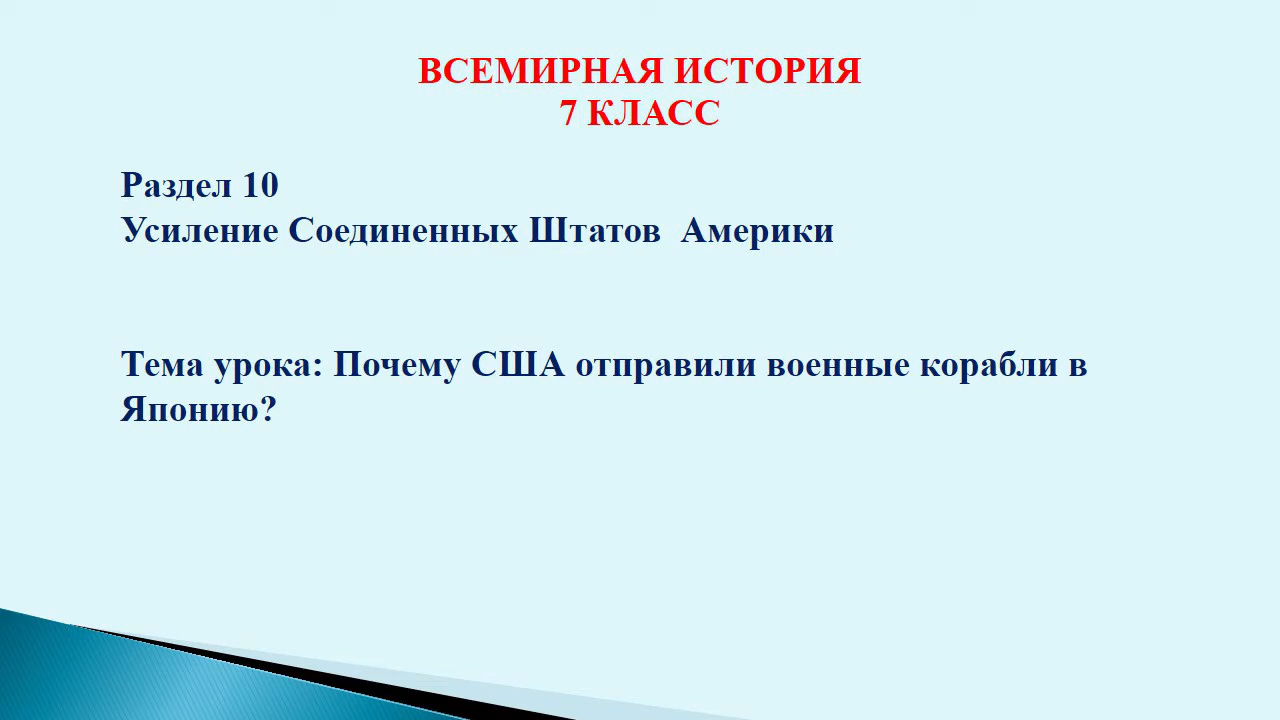 ВСЕМИРНАЯ ИСТОРИЯ
7 КЛАСС
Раздел 10
Усиление Соединенных Штатов  Америки
Тема урока: Почему США отправили военные корабли в
Японию?